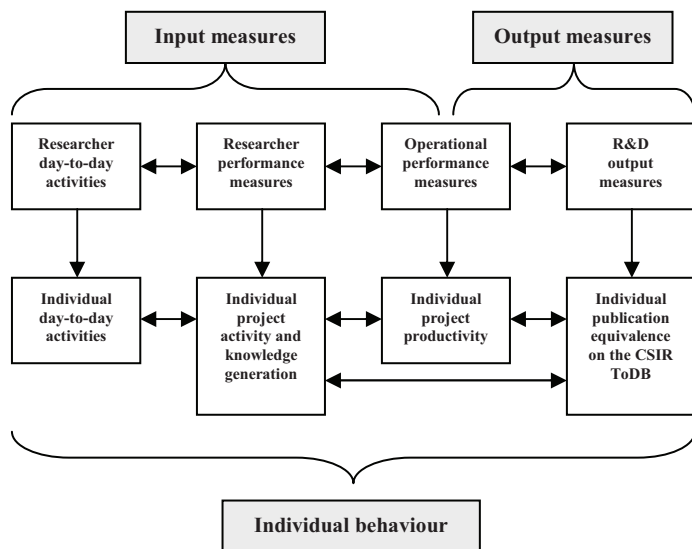 Input measures
Output measures
Researcher
day-to-day
activities
Researcher
performance
measures
Operational
performance
measures
R&D
output
measures
Individual
day-to-day
activities
Individual
project
activity and
knowledge
generation
Individual
project
productivity
Individual
publication
equivalence
on the CSIR
ToDB
Individual behaviour